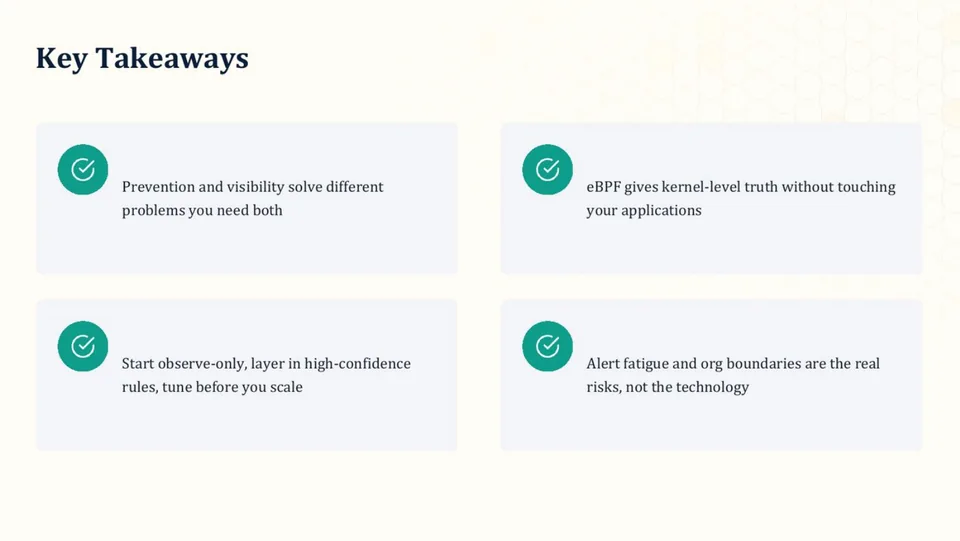 Key Takeaways
Prevention and visibility solve different
problems you need both
eBPF gives kernel-level truth without touching
your applications
Start observe-only, layer in high-confidence
rules, tune before you scale
Alert fatigue and org boundaries are the real
risks, not the technology